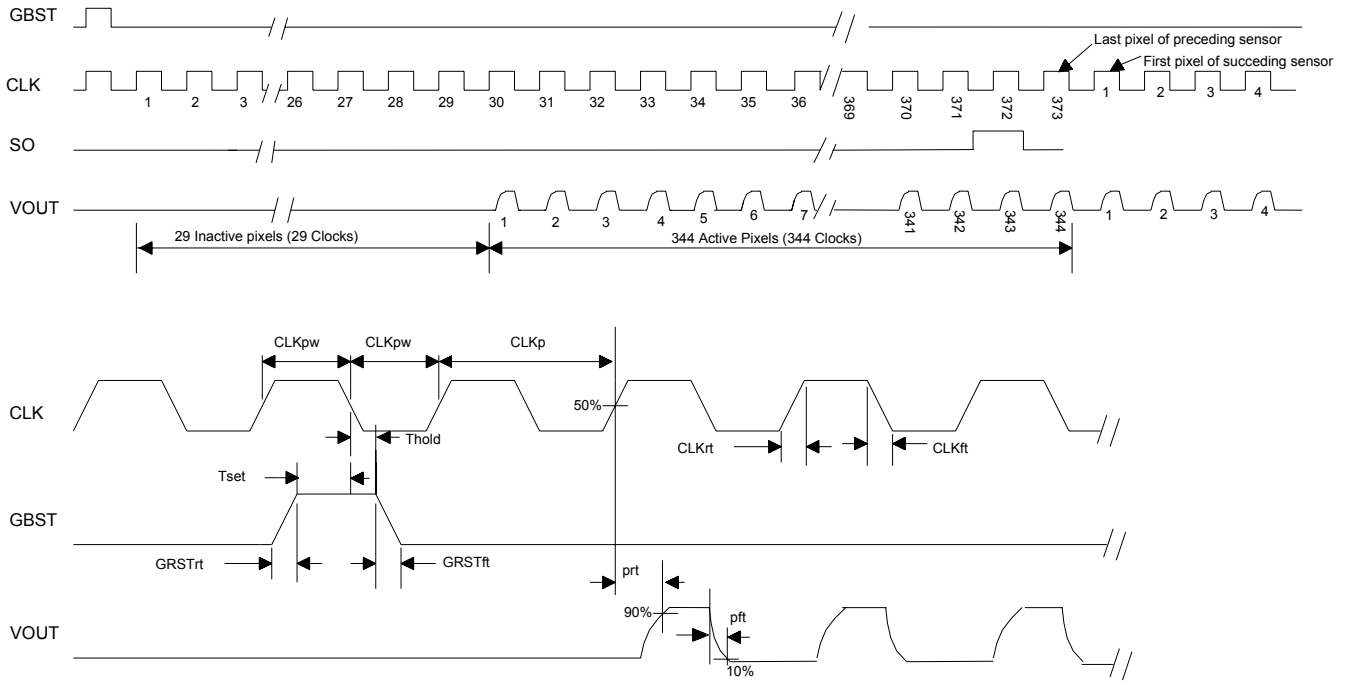 GBST
Last pixel of preceding sensor
First pixel of succeding sensor
CLK
1 2 3 26 27 28 29 30 31 32 33 34 35 36 369 370 371 372 373 1 2 3 4
SO
VOUT
1 2 3 4 5 6 7 341 342 343 344 1 2 3 4
29 Inactive pixels (29 Clocks)
344 Active Pixels (344 Clocks)
CLKpw
CLKpw
CLKp
CLK
50%
Thold
CLKrt
CLKft
Tset
GBST
GRSTrt
GRSTft
prt
90%
pft
VOUT
10%